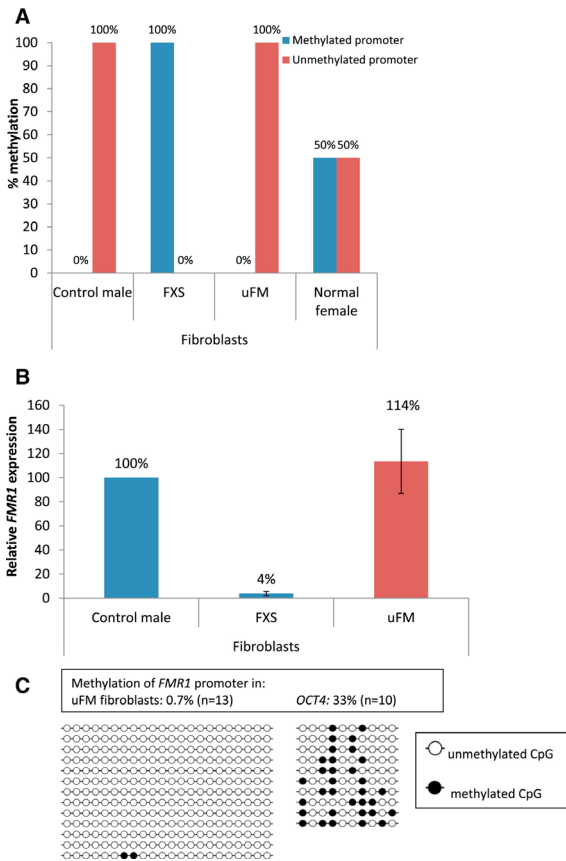 A
100%
100%
100%
Methylated promoter
Unmethylated promoter
100
90
80
70
60
50
40
30
20
10
0
% methylation
50% 50%
0%
0%
0%
Control male
FXS
uFM
Normal
female
Fibroblasts
B
160
140
120
100
80
60
40
20
0
Relative FMR1 expression
100%
4%
114%
Control male
FXS
uFM
Fibroblasts
C
Methylation of FMR1 promoter in:
uFM fibroblasts: 0.7% (n=13)
OCT4: 33% (n=10)
unmethylated CpG
methylated CpG